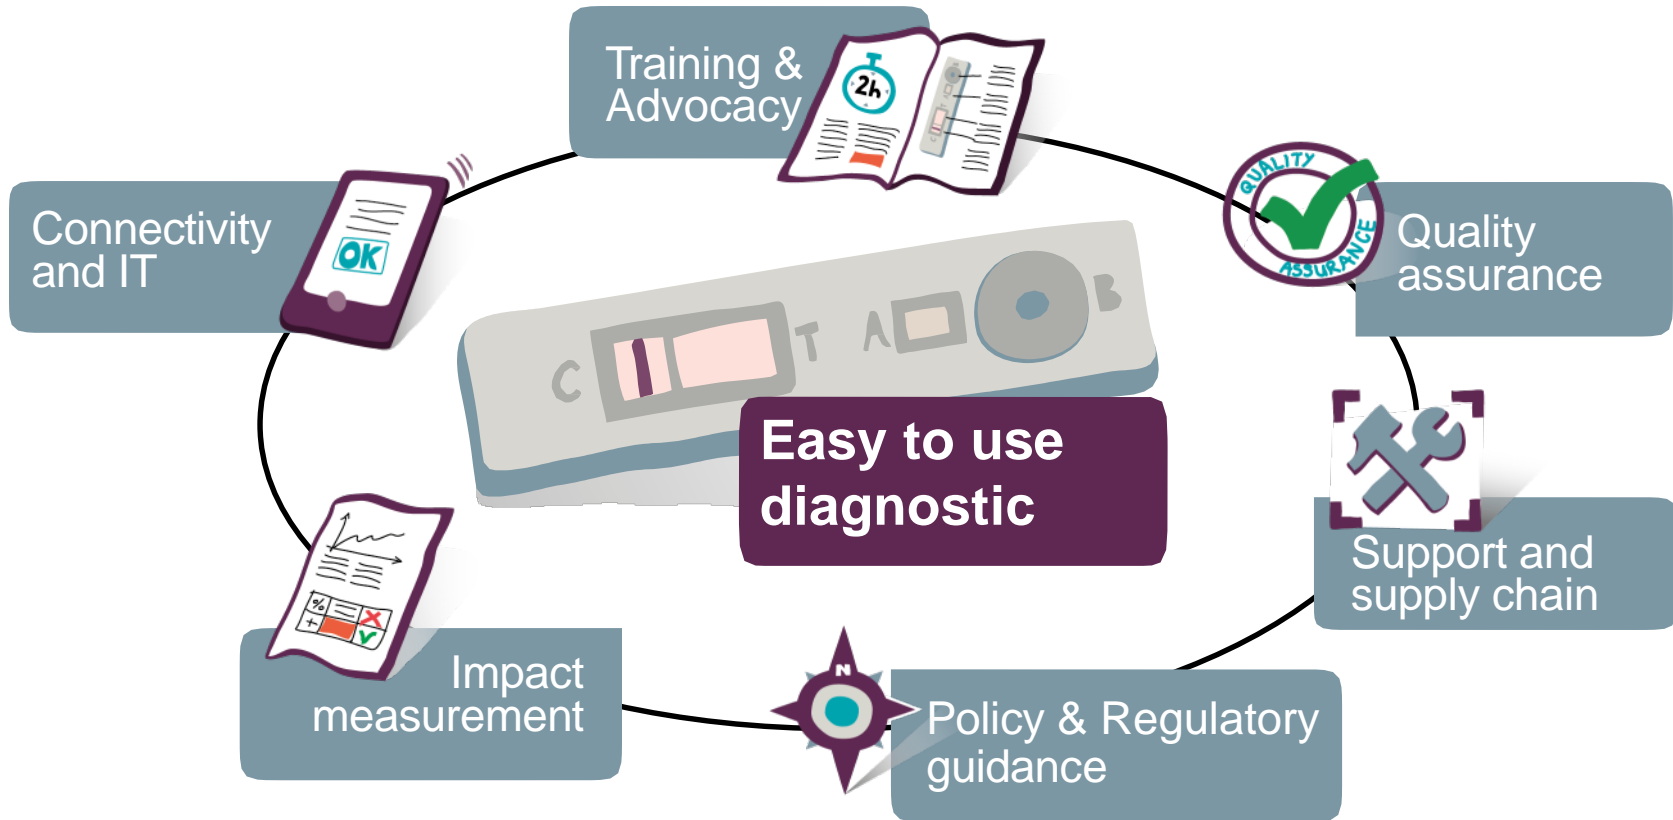 Training &
Advocacy
2h
C
T
A
B
QUALITY
ASSURANCE
Quality
assurance
Connectivity
and IT
OK
C
T
A
B
Easy to use
diagnostic
Support and
supply chain
%
+
Impact
measurement
N
Policy & Regulatory
guidance